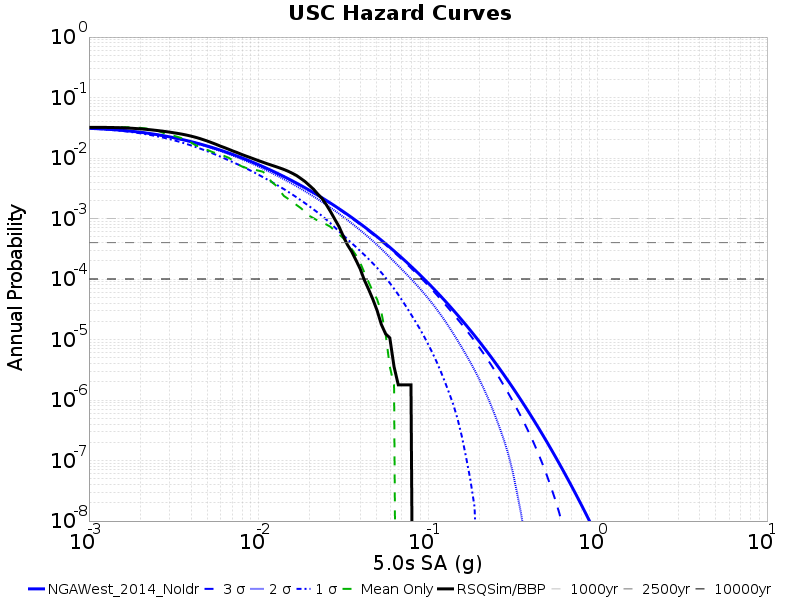 USC Hazard Curves
10^0
10^-1
10^-2
10^-3
10^-4
10^-5
10^-6
10^-7
10^-8
Annual Probability
10^-3 10^-2 10^-1 10^0 10^1
5.0s SA (g)
NGAWest_2014_NoIdr 3 σ 2 σ 1 σ Mean Only RSQSim/BBP 1000yr 2500yr 10000yr